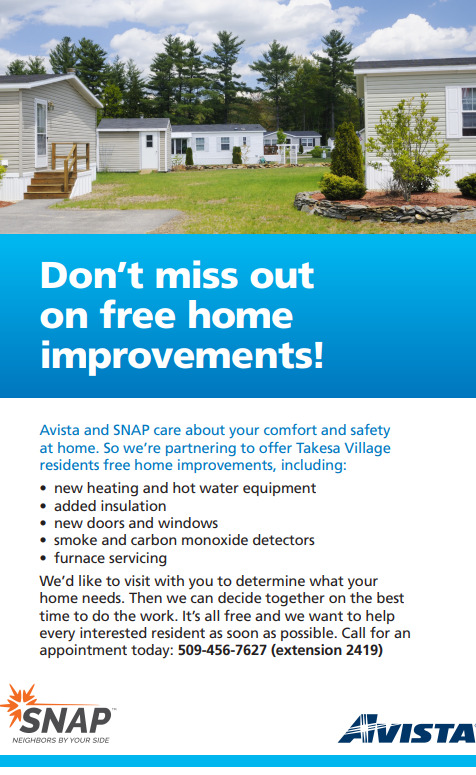 Don't miss out
on free home
improvements!
Avista and SNAP care about your comfort and safety
at home. So we're partnering to offer Takesa Village
residents free home improvements, including:
• new heating and hot water equipment
• added insulation
• new doors and windows
• smoke and carbon monoxide detectors
• furnace servicing
We'd like to visit with you to determine what your
home needs. Then we can decide together on the best
time to do the work. It's all free and we want to help
every interested resident as soon as possible. Call for an
appointment today: 509-456-7627 (extension 2419)
SNAP™
NEIGHBORS BY YOUR SIDE
AVISTA